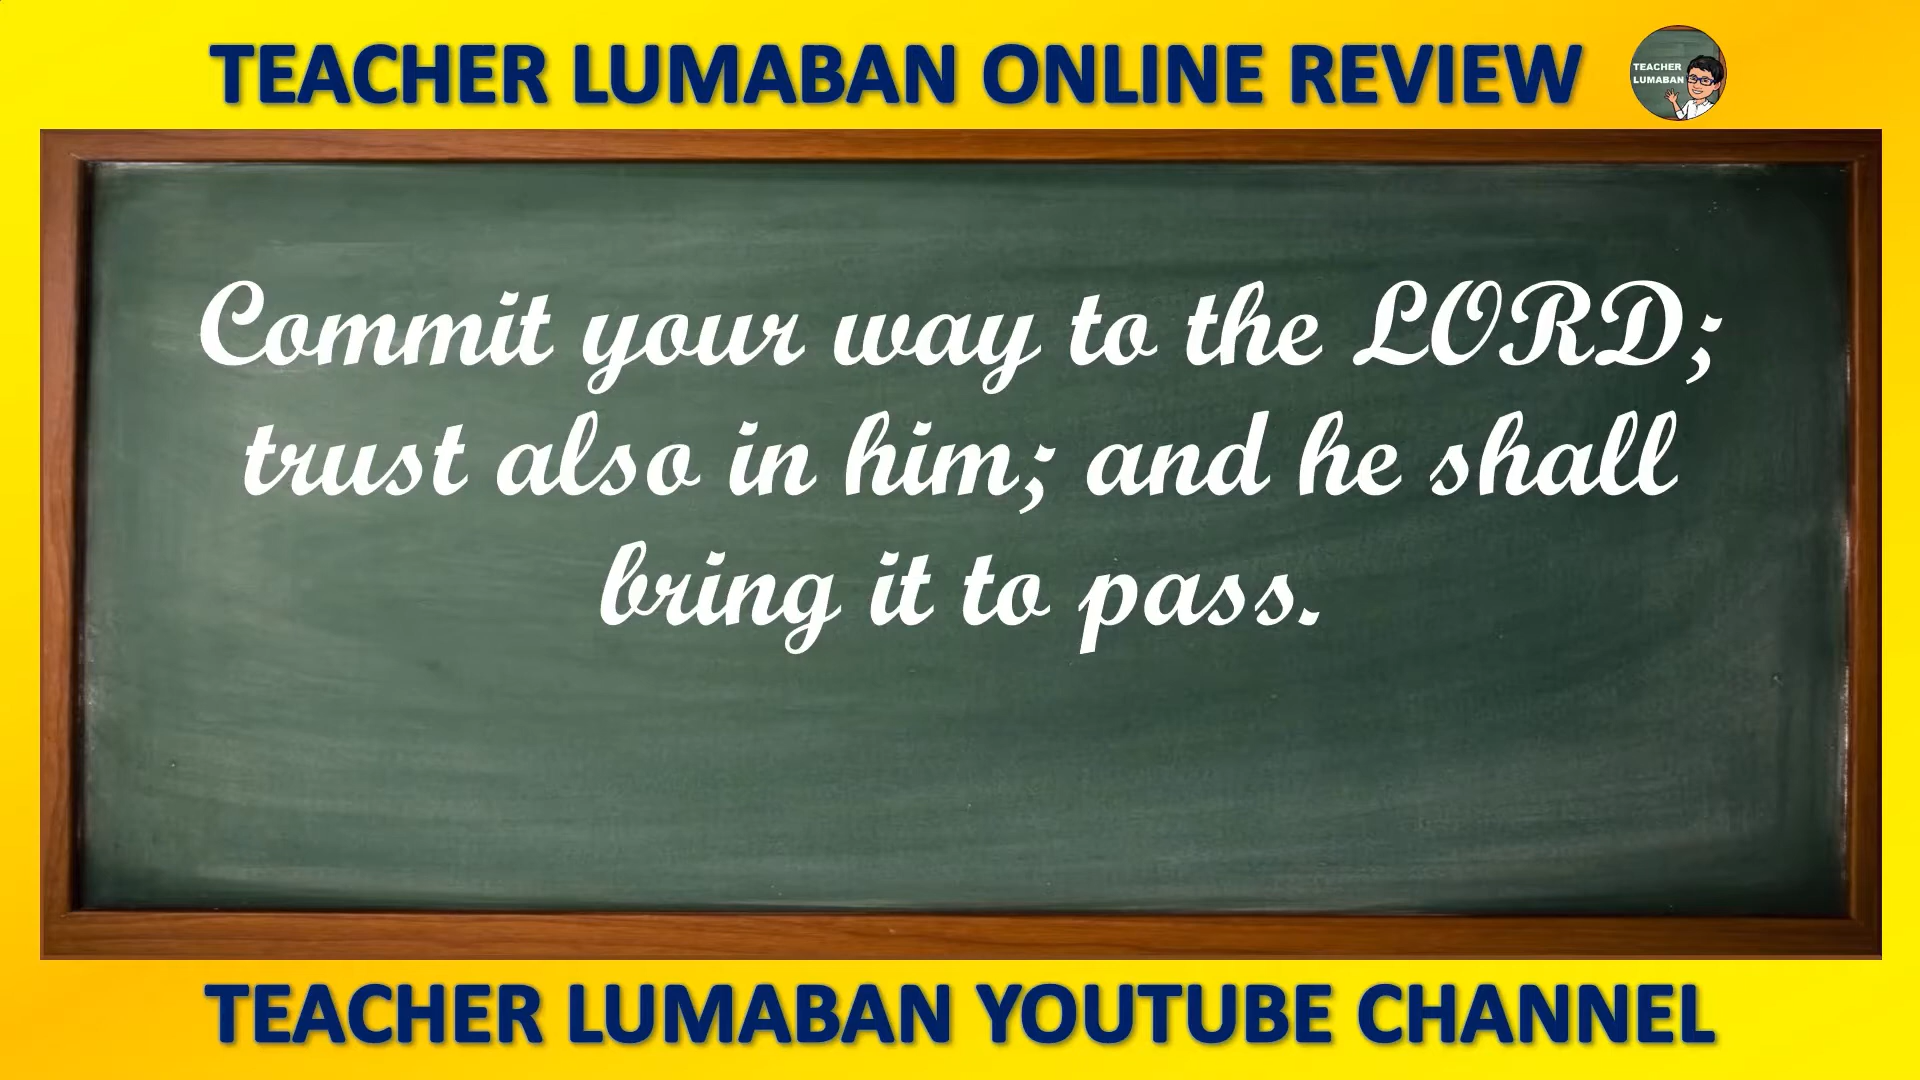 TEACHER LUMABAN ONLINE REVIEW
TEACHER
LUMABAN
Commit your way to the LORD;
trust also in him; and he shall
bring it to pass.
TEACHER LUMABAN YOUTUBE CHANNEL